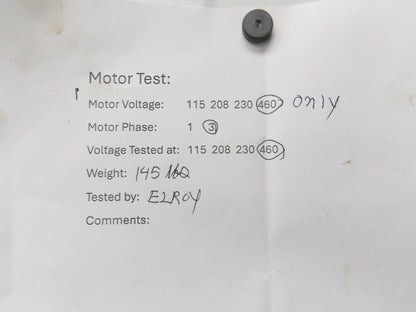 Motor Test:
Motor Voltage: 115 208 230 460 only
Motor Phase: 1 3
Voltage Tested at: 115 208 230 460
Weight: 145
Tested by: ELROY
Comments: